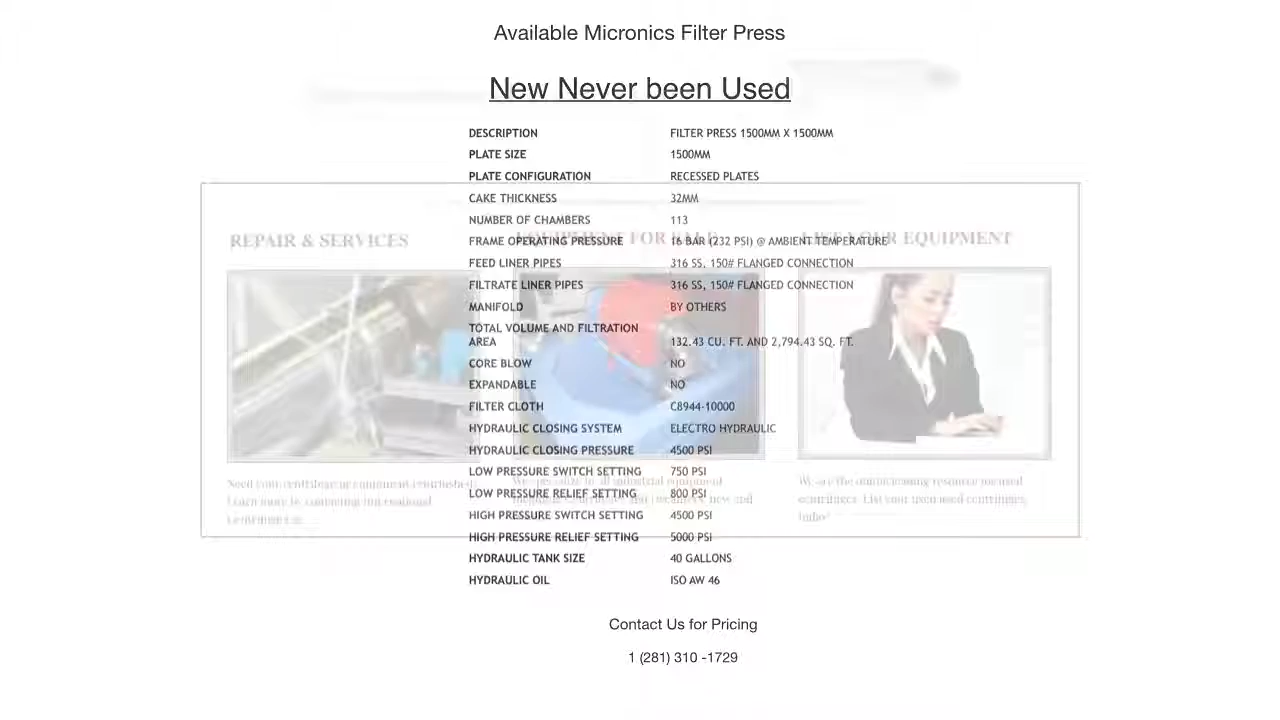 Available Micronics Filter Press
New Never been Used
DESCRIPTION FILTER PRESS 1500MM X 1500MM
PLATE SIZE 1500MM
PLATE CONFIGURATION RECESSED PLATES
CAKE THICKNESS 32MM
NUMBER OF CHAMBERS 113
REPAIR & SERVICES
FRAME OPERATING PRESSURE 16 BAR (232 PSI) @ AMBIENT TEMPERATURE
EQUIPMENT FOR SALE
EQUIPMENT
FEED LINER PIPES 316 SS, 150# FLANGED CONNECTION
FILTRATE LINER PIPES 316 SS, 150# FLANGED CONNECTION
MANIFOLD BY OTHERS
TOTAL VOLUME AND FILTRATION
AREA 132.43 CU. FT. AND 2,794.43 SQ. FT.
CORE BLOW NO
EXPANDABLE NO
FILTER CLOTH C8944-10000
HYDRAULIC CLOSING SYSTEM ELECTRO HYDRAULIC
HYDRAULIC CLOSING PRESSURE 4500 PSI
LOW PRESSURE SWITCH SETTING 750 PSI
LOW PRESSURE RELIEF SETTING 800 PSI
HIGH PRESSURE SWITCH SETTING 4500 PSI
HIGH PRESSURE RELIEF SETTING 5000 PSI
HYDRAULIC TANK SIZE 40 GALLONS
HYDRAULIC OIL ISO AW 46
Contact Us for Pricing
1 (281) 310 -1729